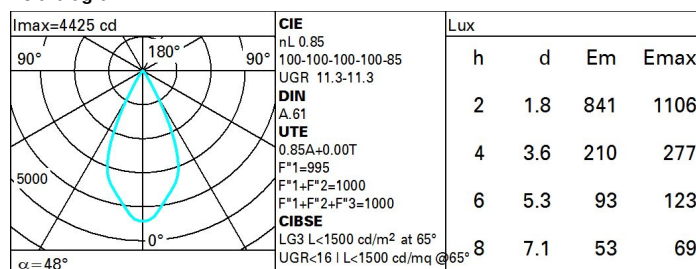 Imax=4425 cd
90°
180°
90°
5000
0°
α=48°
CIE
nL 0.85
100-100-100-100-85
UGR 11.3-11.3
DIN
A.61
UTE
0.85A+0.00T
F"1=995
F"1+F"2=1000
F"1+F"2+F"3=1000
CIBSE
LG3 L<1500 cd/m² at 65°
UGR<16 | L<1500 cd/mq @65°
Lux
h d Em Emax
2 1.8 841 1106
4 3.6 210 277
6 5.3 93 123
8 7.1 53 69